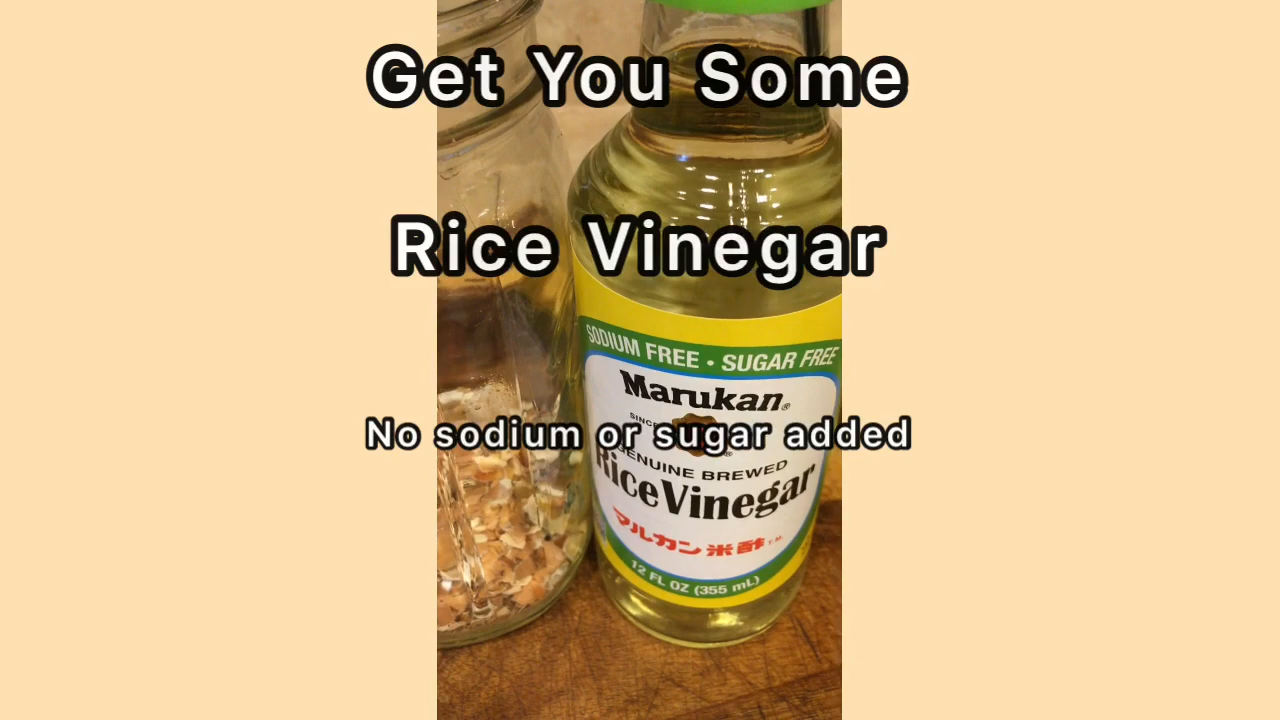 Get You Some
Rice Vinegar
SODIUM FREE • SUGAR FREE
Marukan®
SINCE
No sodium or sugar added
GENUINE BREWED
Rice Vinegar
マルカン米酢 T.M.
12 FL OZ (355 mL)